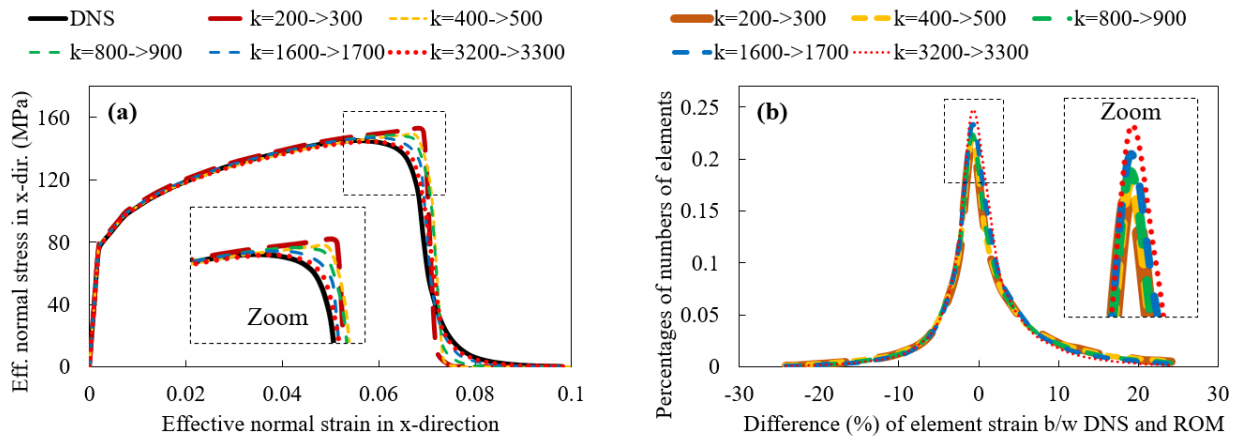 DNS k=200->300 k=400->500
k=800->900 k=1600->1700 k=3200->3300
(a)
Eff. normal stress in x-dir. (MPa)
160
120
80
40
0
Zoom
0 0.02 0.04 0.06 0.08 0.1
Effective normal strain in x-direction
k=200->300 k=400->500 k=800->900
k=1600->1700 k=3200->3300
(b)
Percentages of numbers of elements
0.25
0.2
0.15
0.1
0.05
0
Zoom
-30 -20 -10 0 10 20 30
Difference (%) of element strain b/w DNS and ROM